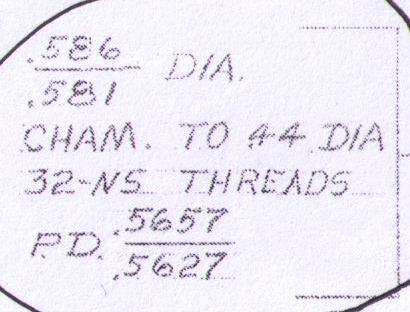 .586
.581 DIA.
CHAM. TO 44 DIA
32-NS THREADS
P.D. .5657
.5627